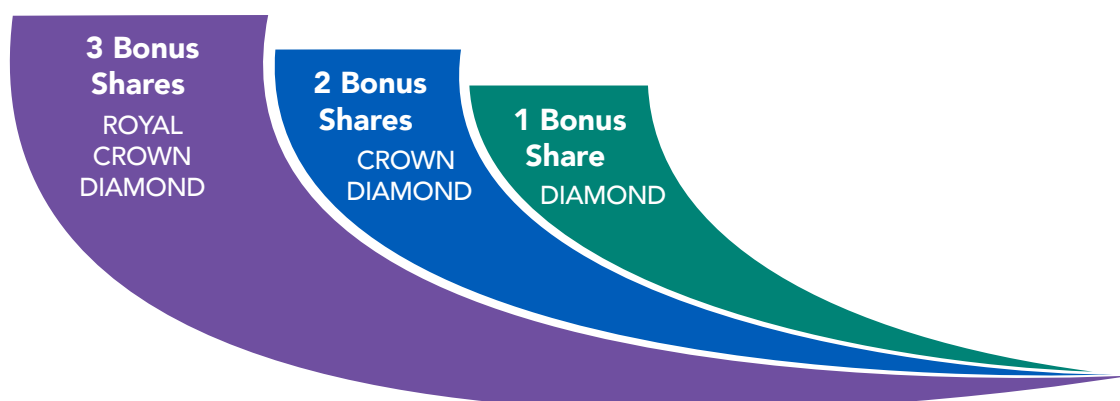 3 Bonus
Shares
ROYAL
CROWN
DIAMOND
2 Bonus
Shares
CROWN
DIAMOND
1 Bonus
Share
DIAMOND